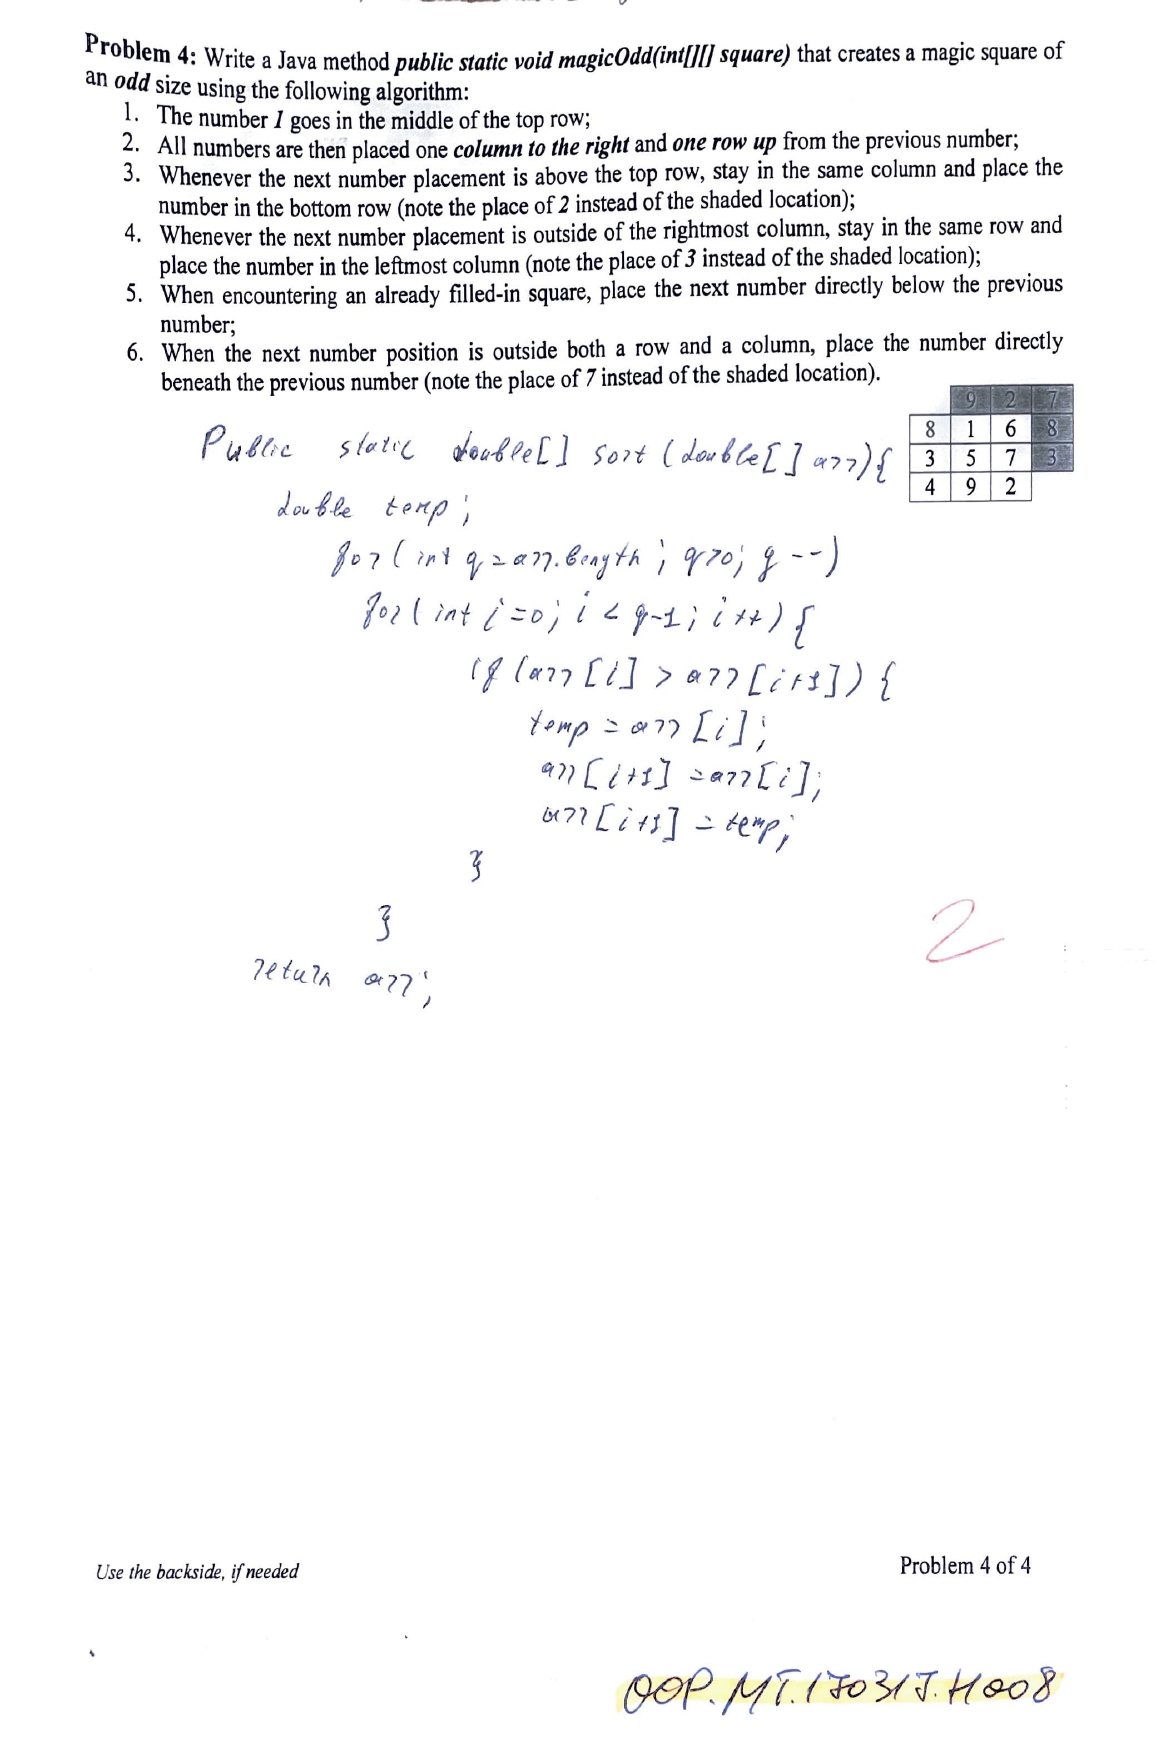 Problem 4: Write a Java method public static void magicOdd(int[][] square) that creates a magic square of
an odd size using the following algorithm:
1. The number 1 goes in the middle of the top row;
2. All numbers are then placed one column to the right and one row up from the previous number;
3. Whenever the next number placement is above the top row, stay in the same column and place the
number in the bottom row (note the place of 2 instead of the shaded location);
4. Whenever the next number placement is outside of the rightmost column, stay in the same row and
place the number in the leftmost column (note the place of 3 instead of the shaded location);
5. When encountering an already filled-in square, place the next number directly below the previous
number;
6. When the next number position is outside both a row and a column, place the number directly
beneath the previous number (note the place of 7 instead of the shaded location).
9 2 7
8 1 6 8
3 5 7 3
4 9 2
Public static double[] sort (double[] arr){
double temp;
for (int q = arr.length; q>0; q--)
for (int i=0; i < q-1; i++) {
if (arr[i] > arr[i+1]) {
temp = arr[i];
arr[i+1] = arr[i];
arr[i+1] = temp;
}
}
return arr;
2
Use the backside, if needed
Problem 4 of 4
OOP.MT.170317.H008